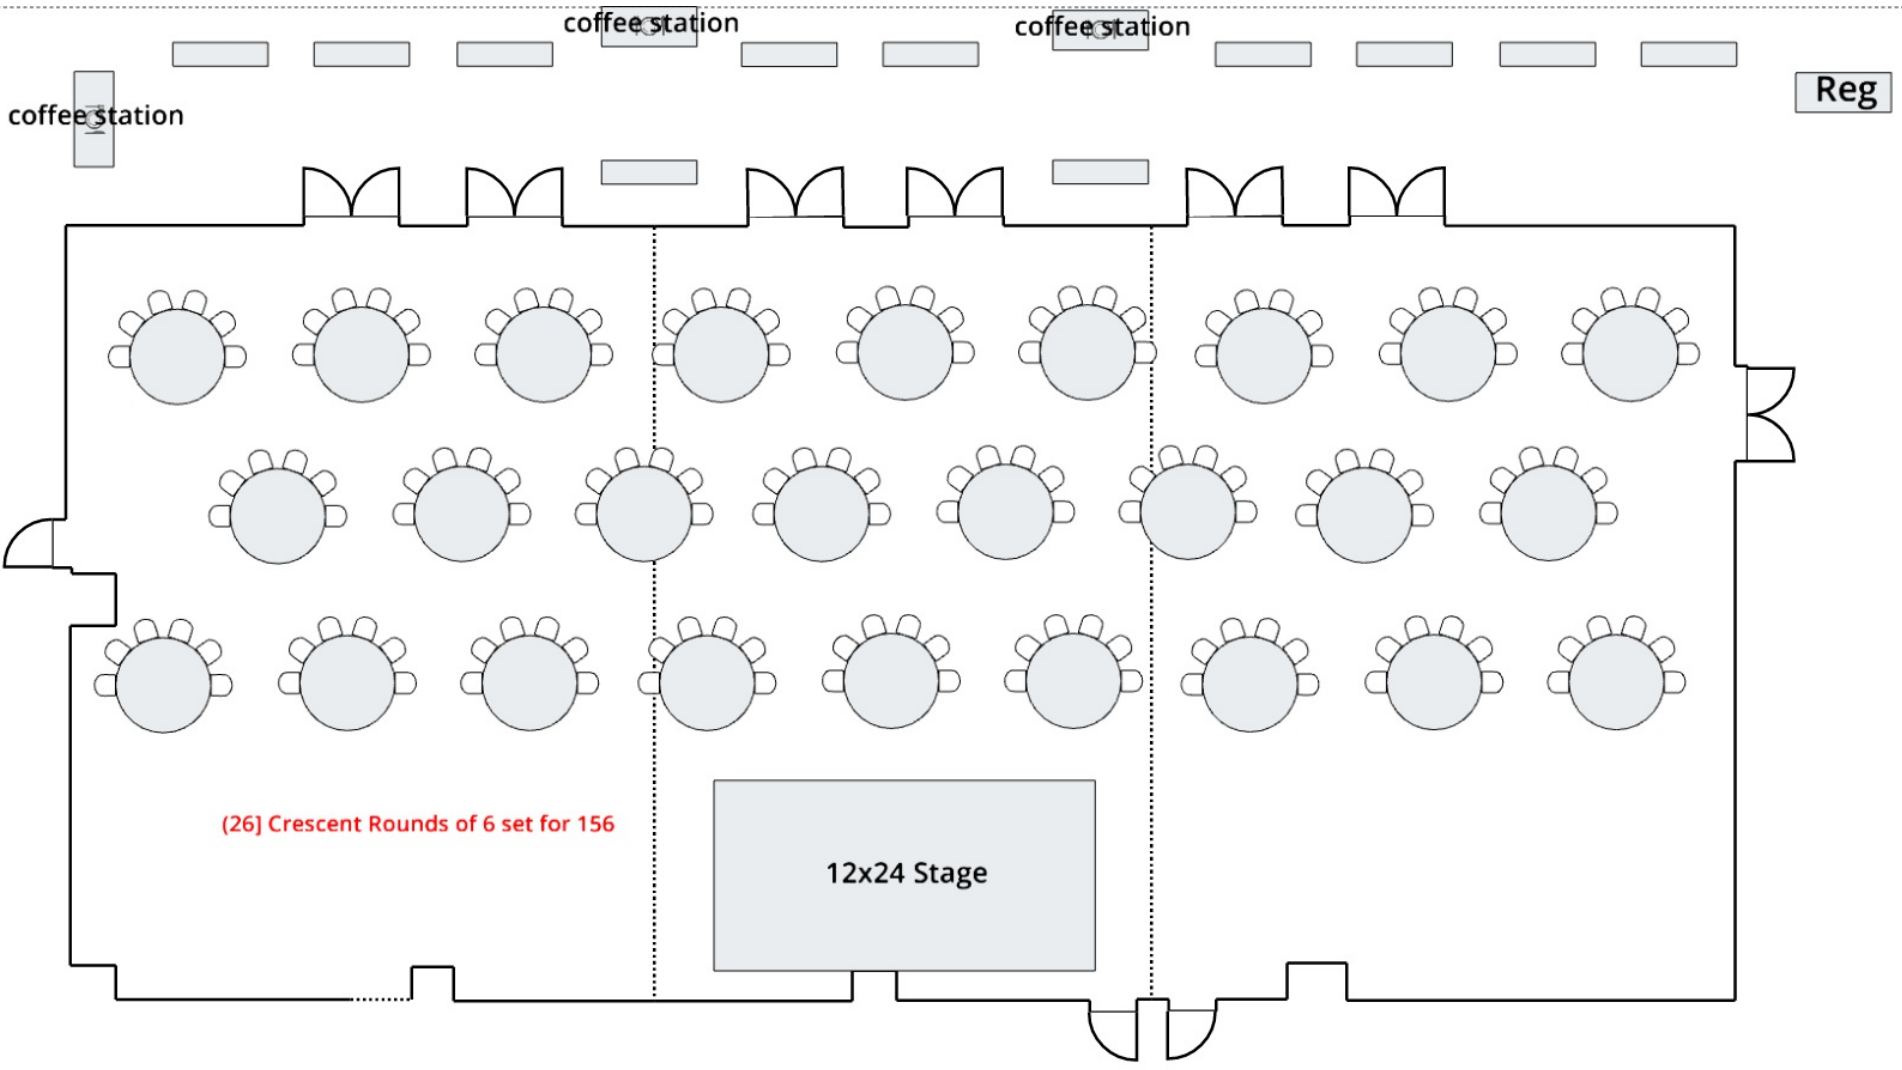 coffee station
coffee station
Reg
coffee station
(26] Crescent Rounds of 6 set for 156
12x24 Stage